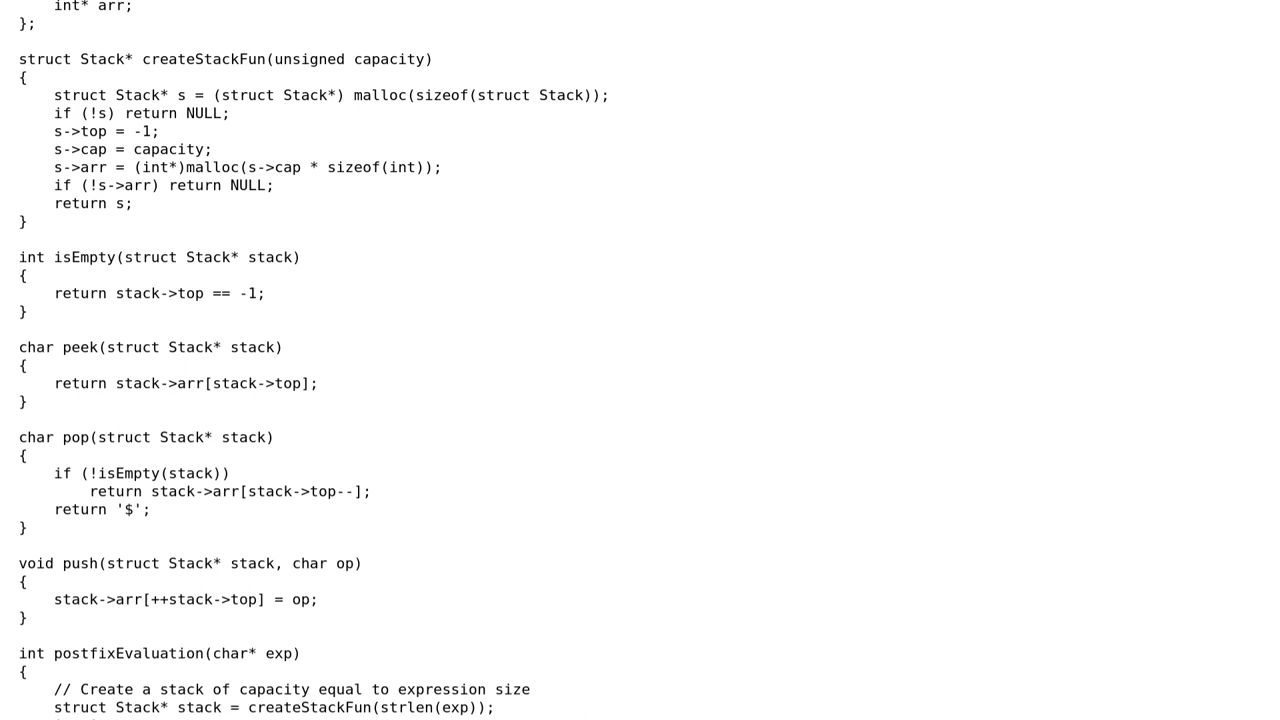 int* arr;
};

struct Stack* createStackFun(unsigned capacity)
{
    struct Stack* s = (struct Stack*) malloc(sizeof(struct Stack));
    if (!s) return NULL;
    s->top = -1;
    s->cap = capacity;
    s->arr = (int*)malloc(s->cap * sizeof(int));
    if (!s->arr) return NULL;
    return s;
}

int isEmpty(struct Stack* stack)
{
    return stack->top == -1;
}

char peek(struct Stack* stack)
{
    return stack->arr[stack->top];
}

char pop(struct Stack* stack)
{
    if (!isEmpty(stack))
        return stack->arr[stack->top--];
    return '$';
}

void push(struct Stack* stack, char op)
{
    stack->arr[++stack->top] = op;
}

int postfixEvaluation(char* exp)
{
    // Create a stack of capacity equal to expression size
    struct Stack* stack = createStackFun(strlen(exp));